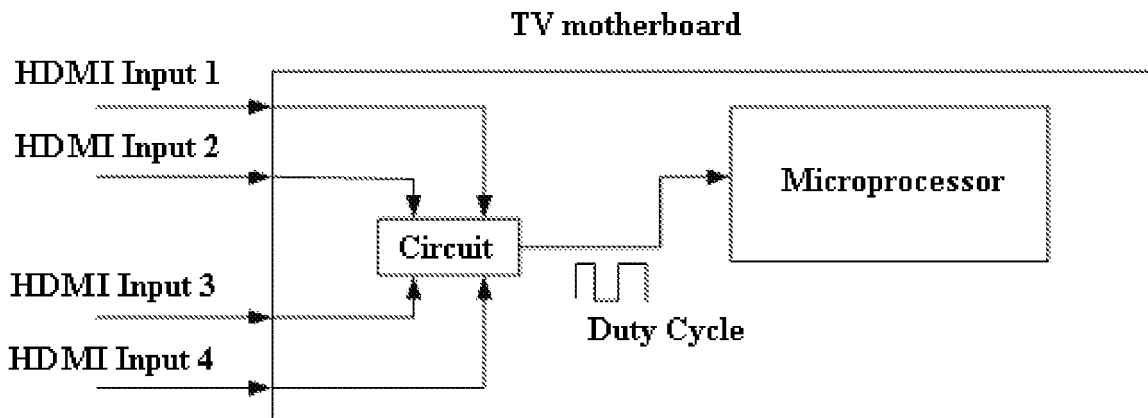 TV motherboard
HDMI Input 1
HDMI Input 2
Microprocessor
Circuit
HDMI Input 3
Duty Cycle
HDMI Input 4